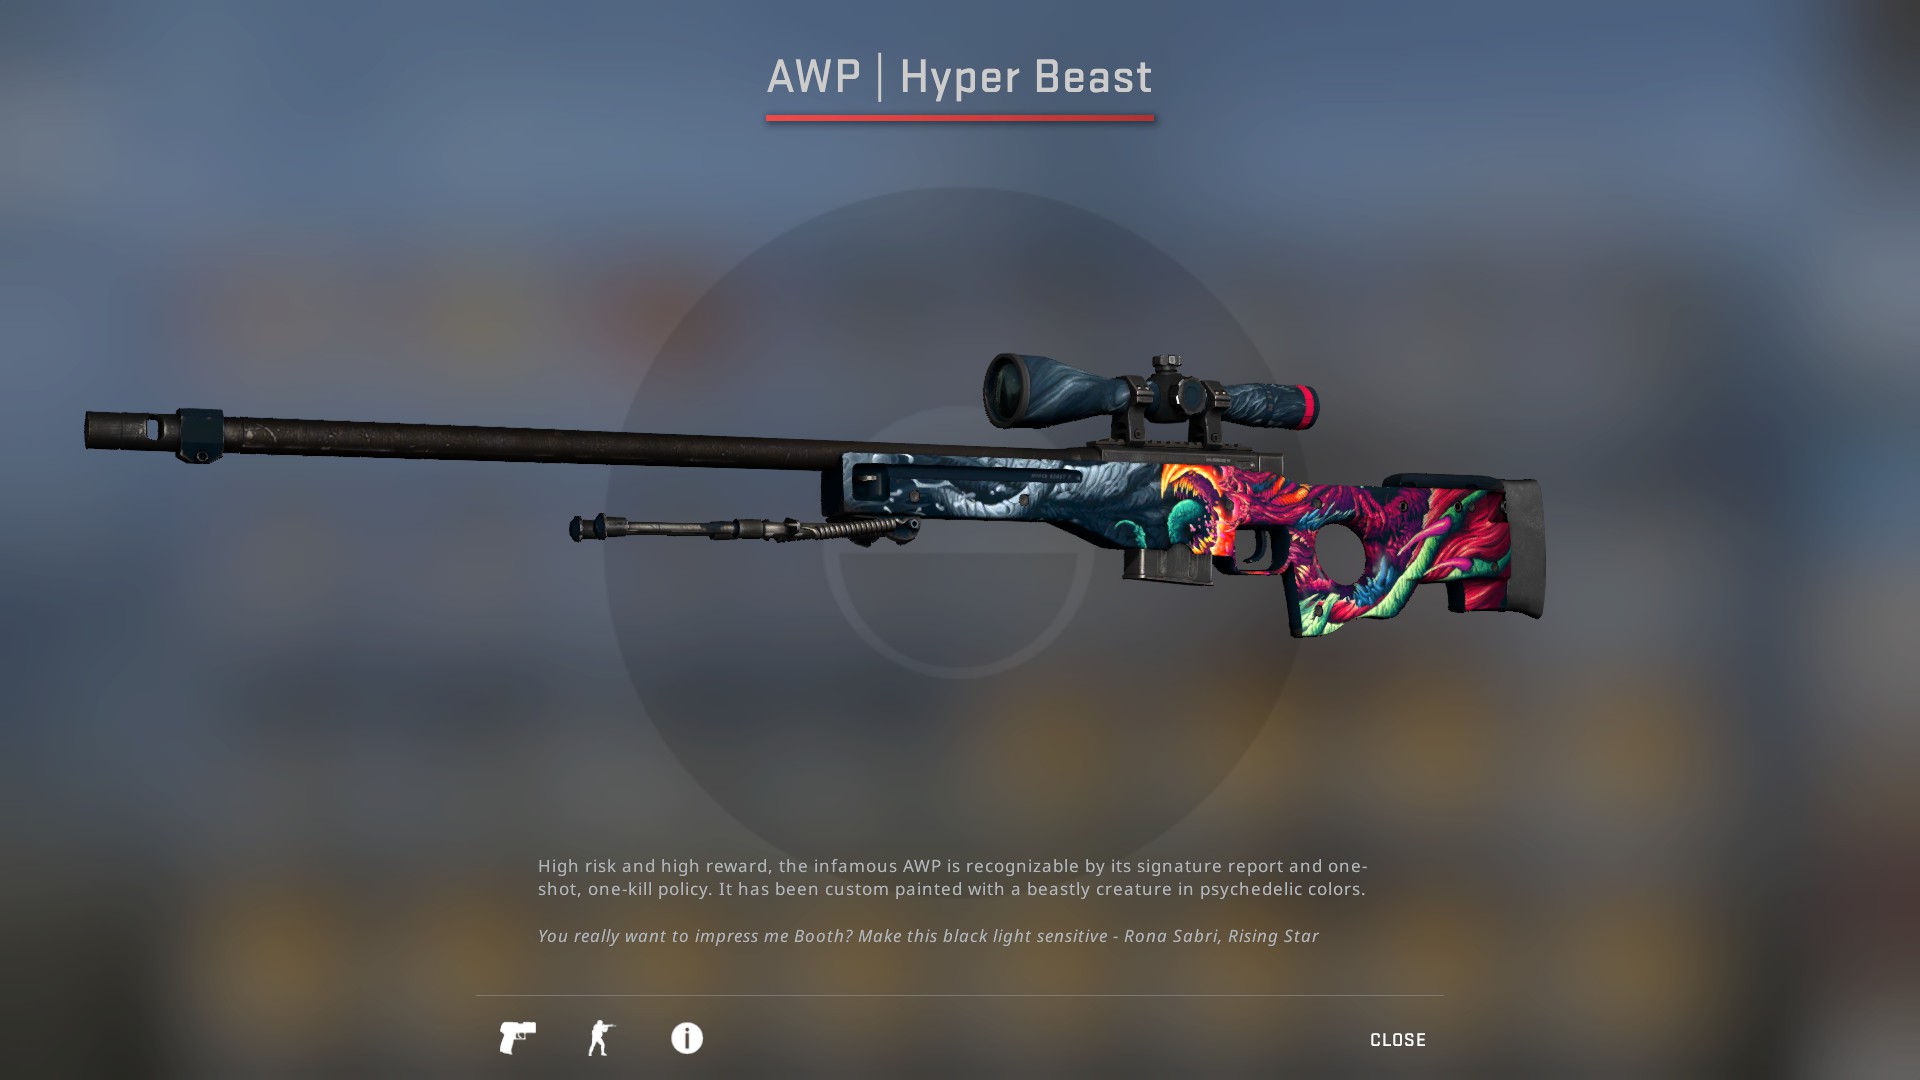 AWP | Hyper Beast
High risk and high reward, the infamous AWP is recognizable by its signature report and one-
shot, one-kill policy. It has been custom painted with a beastly creature in psychedelic colors.
You really want to impress me Booth? Make this black light sensitive - Rona Sabri, Rising Star
CLOSE